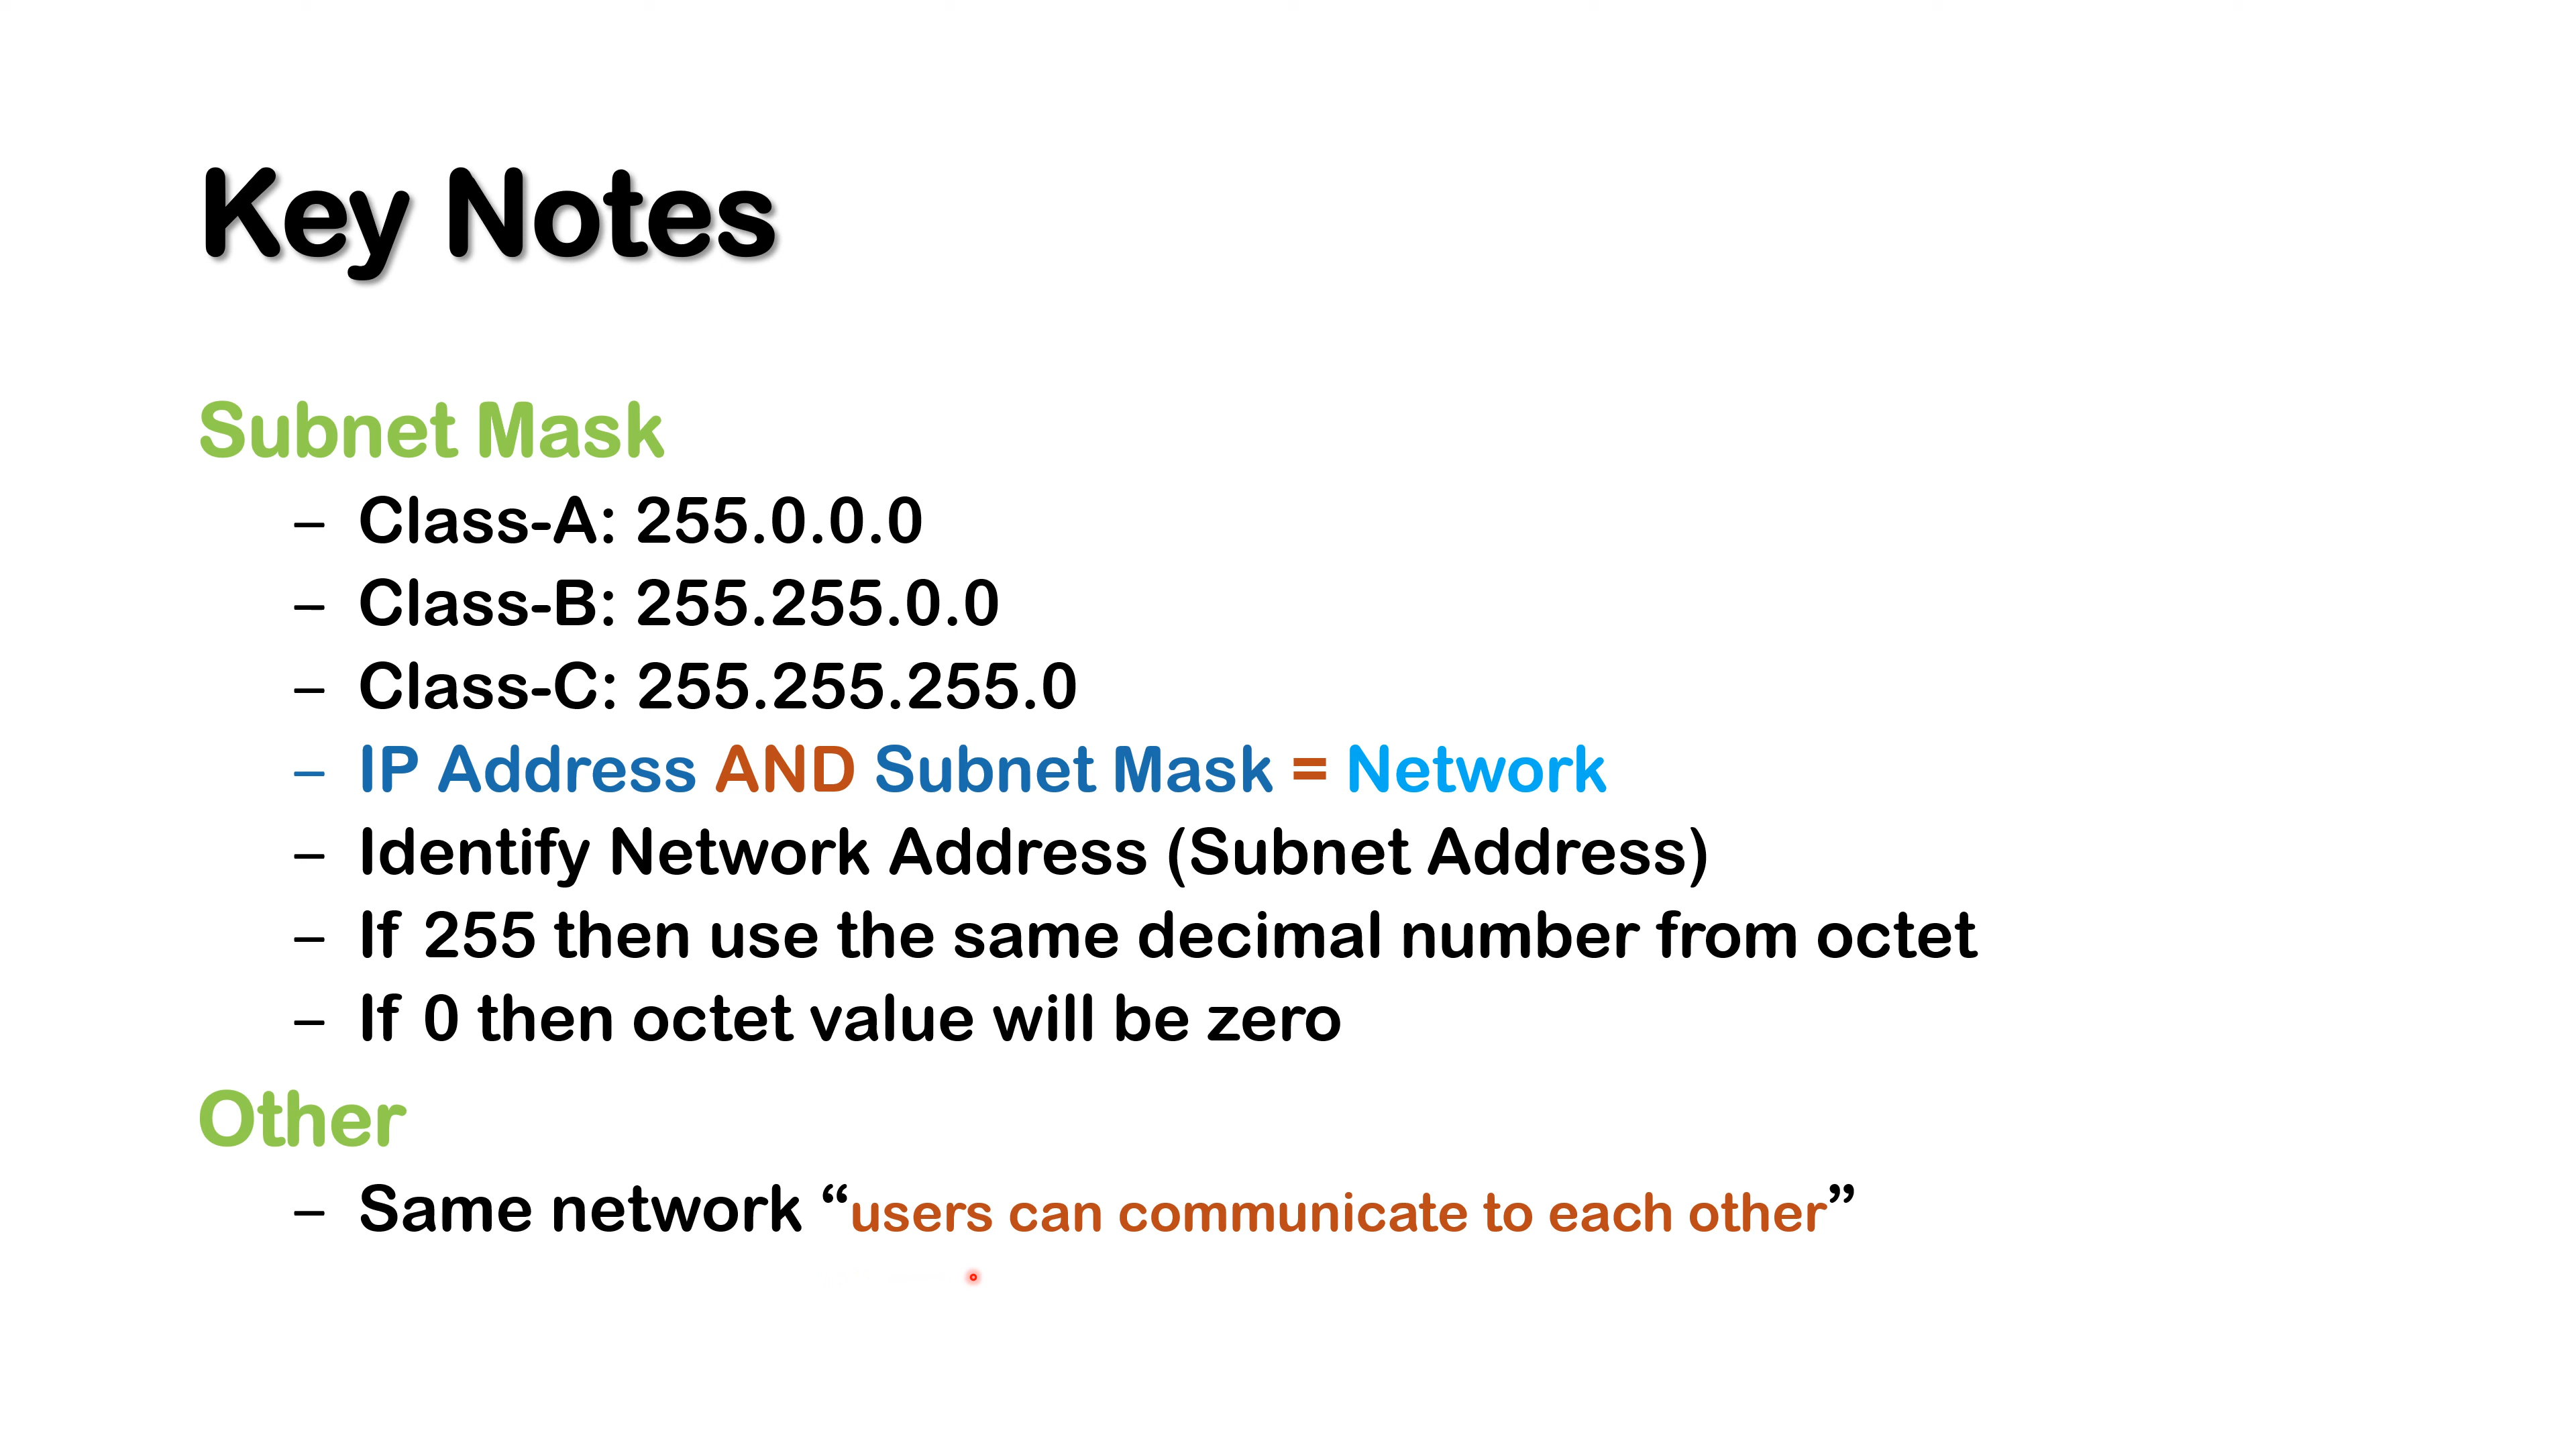 Key Notes
Subnet Mask
– Class-A: 255.0.0.0
– Class-B: 255.255.0.0
– Class-C: 255.255.255.0
– IP Address AND Subnet Mask = Network
– Identify Network Address (Subnet Address)
– If 255 then use the same decimal number from octet
– If 0 then octet value will be zero
Other
– Same network “users can communicate to each other”